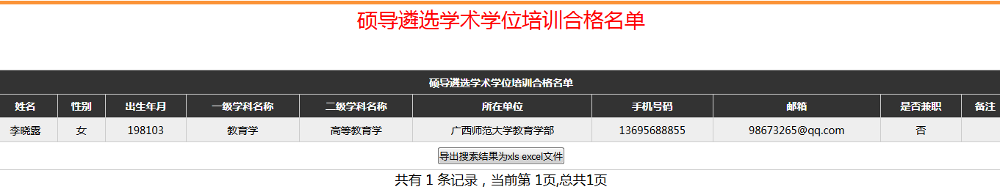 硕导遴选学术学位培训合格名单
硕导遴选学术学位培训合格名单
姓名 性别 出生年月 一级学科名称 二级学科名称 所在单位 手机号码 邮箱 是否兼职 备注
李晓露 女 198103 教育学 高等教育学 广西师范大学教育学部 13695688855 98673265@qq.com 否
导出搜索结果为xls excel文件
共有 1 条记录，当前第 1页,总共1页